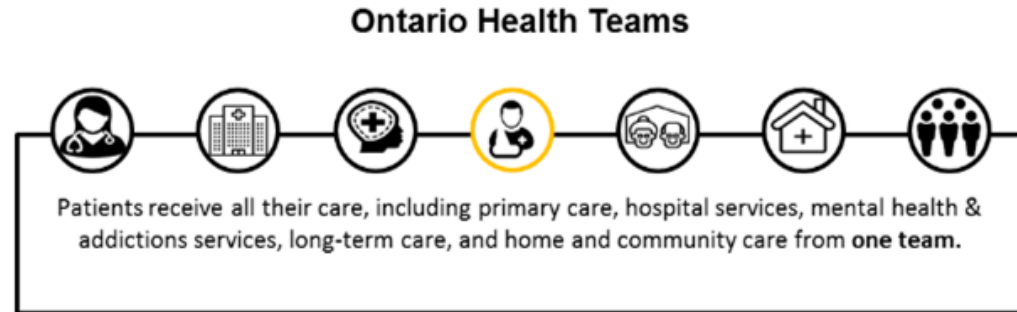 Ontario Health Teams
Patients receive all their care, including primary care, hospital services, mental health &
addictions services, long-term care, and home and community care from one team.